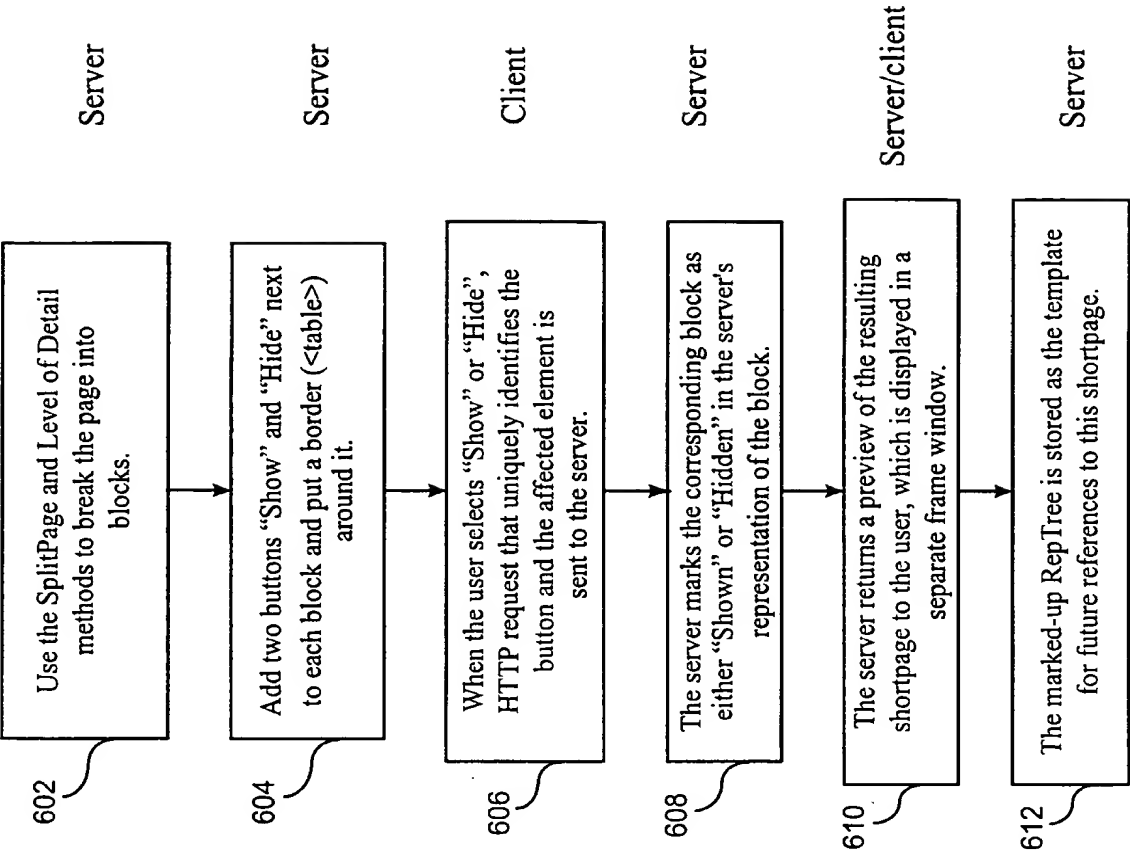 Use the SplitPage and Level of Detail
methods to break the page into
blocks.
Server
602
Add two buttons “Show” and “Hide” next
to each block and put a border (<table>)
around it.
Server
604
When the user selects “Show” or “Hide”,
HTTP request that uniquely identifies the
button and the affected element is
sent to the server.
Client
606
The server marks the corresponding block as
either “Shown” or “Hidden” in the server's
representation of the block.
Server
608
The server returns a preview of the resulting
shortpage to the user, which is displayed in a
separate frame window.
Server/client
610
The marked-up RepTree is stored as the template
for future references to this shortpage.
Server
612